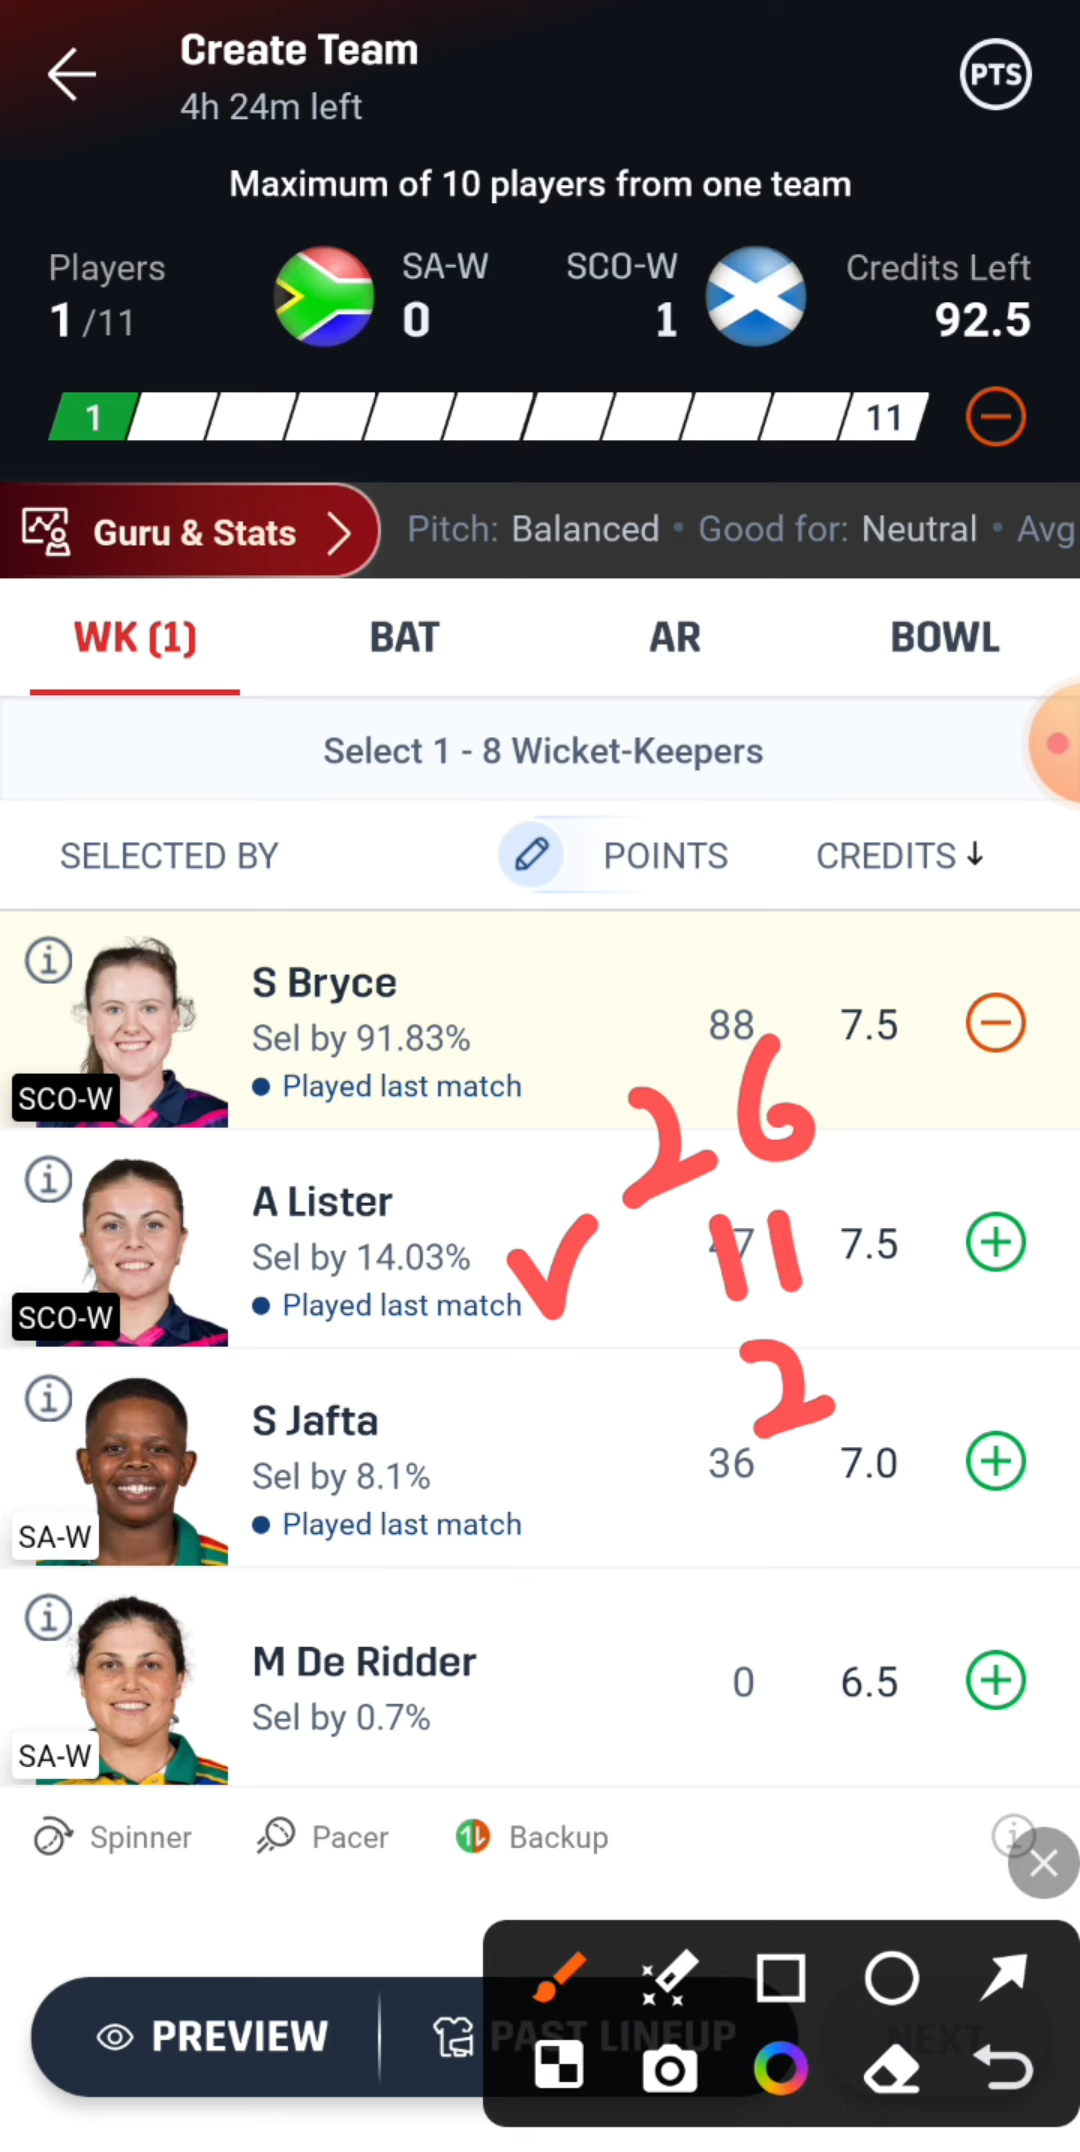 Create Team
4h 24m left
PTS
Maximum of 10 players from one team
Players
SA-W
SCO-W
Credits Left
1/11
0
1
92.5
1
11
Guru & Stats
Pitch: Balanced • Good for: Neutral • Avg
WK (1)
BAT
AR
BOWL
Select 1 - 8 Wicket-Keepers
SELECTED BY
POINTS
CREDITS ↓
S Bryce
Sel by 91.83%
Played last match
88
7.5
SCO-W
26
A Lister
Sel by 14.03%
Played last match
7.5
SCO-W
11
2
S Jafta
Sel by 8.1%
Played last match
36
7.0
SA-W
M De Ridder
Sel by 0.7%
0
6.5
SA-W
Spinner
Pacer
Backup
PREVIEW
PAST LINEUP
NEXT